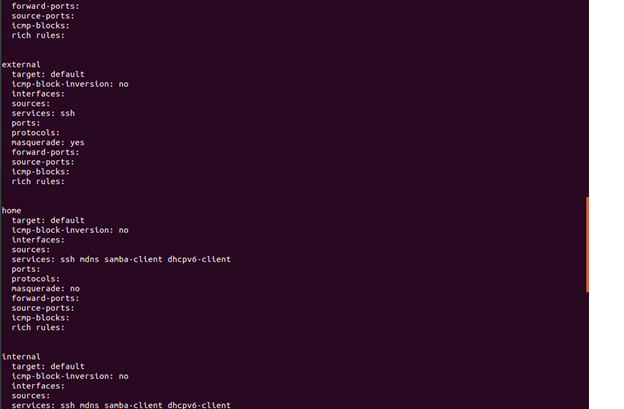 forward-ports:
source-ports:
icmp-blocks:
rich rules:
external
target: default
icmp-block-inversion: no
interfaces:
sources:
services: ssh
ports:
protocols:
masquerade: yes
forward-ports:
source-ports:
icmp-blocks:
rich rules:
home
target: default
icmp-block-inversion: no
interfaces:
sources:
services: ssh mdns samba-client dhcpv6-client
ports:
protocols:
masquerade: no
forward-ports:
source-ports:
icmp-blocks:
rich rules:
internal
target: default
icmp-block-inversion: no
interfaces:
sources:
services: ssh mdns samba-client dhcpv6-client